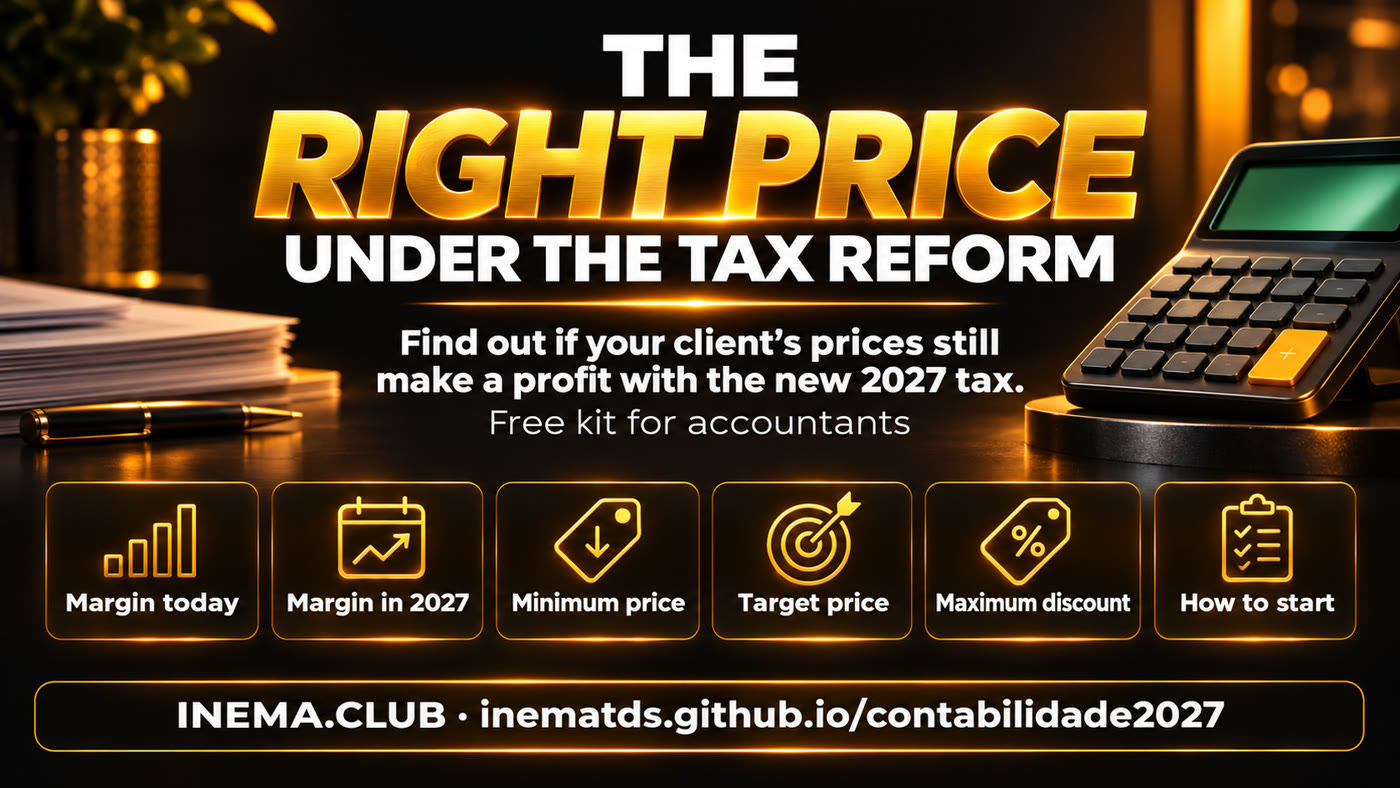 THE
RIGHT PRICE
UNDER THE TAX REFORM
Find out if your client’s prices still
make a profit with the new 2027 tax.
Free kit for accountants
Margin today
Margin in 2027
Minimum price
Target price
Maximum discount
How to start
INEMA.CLUB · inematds.github.io/contabilidade2027